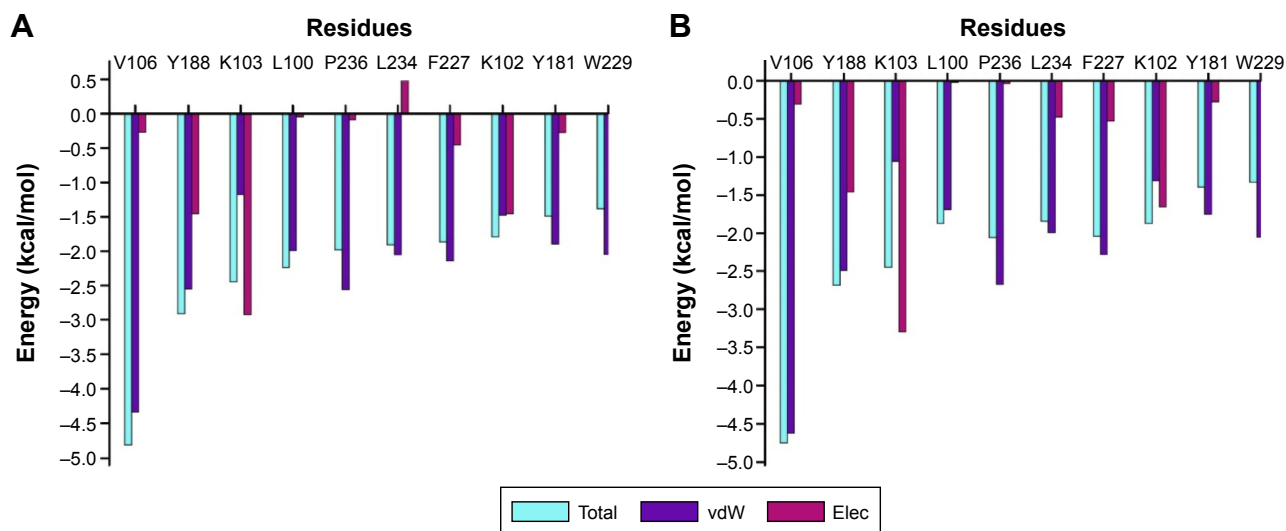 A
Residues
V106 Y188 K103 L100 P236 L234 F227 K102 Y181 W229
0.5
0.0
–0.5
–1.0
–1.5
–2.0
–2.5
–3.0
–3.5
–4.0
–4.5
–5.0
Energy (kcal/mol)
B
Residues
V106 Y188 K103 L100 P236 L234 F227 K102 Y181 W229
0.0
–0.5
–1.0
–1.5
–2.0
–2.5
–3.0
–3.5
–4.0
–4.5
–5.0
Energy (kcal/mol)
Total vdW Elec